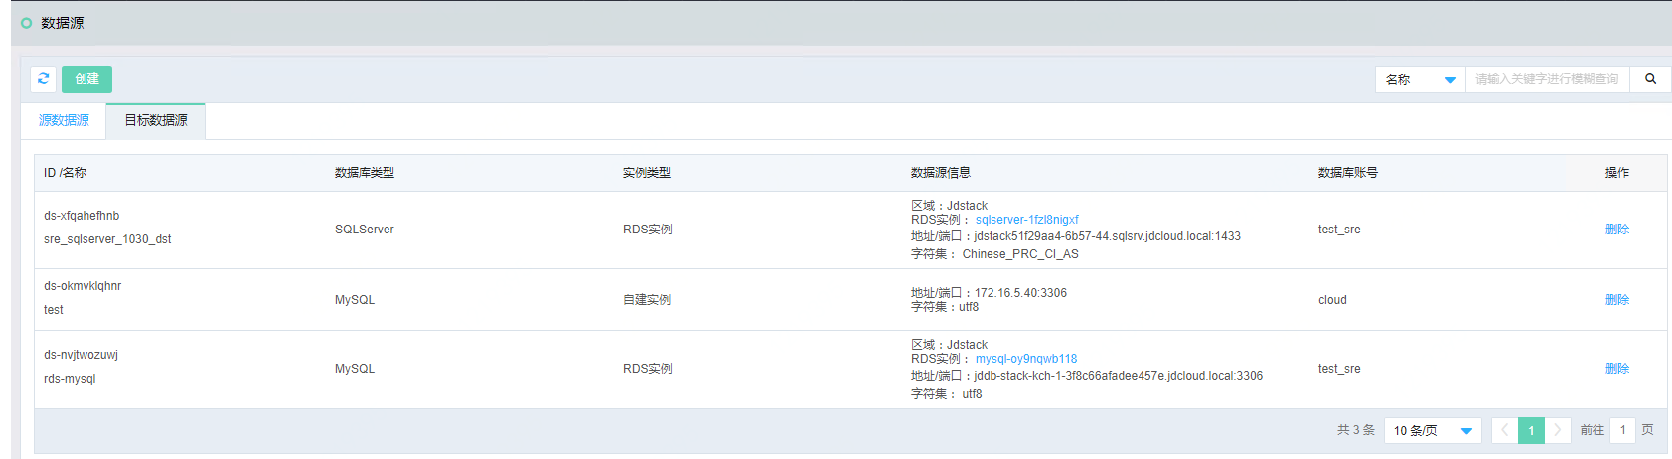 数据源
创建
名称
请输入关键字进行模糊查询
源数据源
目标数据源
ID /名称
数据库类型
实例类型
数据源信息
数据库账号
操作
ds-xfqahefhnb
sre_sqlserver_1030_dst
SQLServer
RDS实例
区域：Jdstack
RDS实例： sqlserver-1fzl8nigxf
地址/端口：jdstack51f29aa4-6b57-44.sqlsrv.jdcloud.local:1433
字符集： Chinese_PRC_CI_AS
test_sre
删除
ds-okmvklqhnr
test
MySQL
自建实例
地址/端口：172.16.5.40:3306
字符集：utf8
cloud
删除
ds-nvjtwozuwj
rds-mysql
MySQL
RDS实例
区域：Jdstack
RDS实例： mysql-oy9nqwb118
地址/端口：jddb-stack-kch-1-3f8c66afadee457e.jdcloud.local:3306
字符集： utf8
test_sre
删除
共 3 条
10 条/页
1
前往 1 页